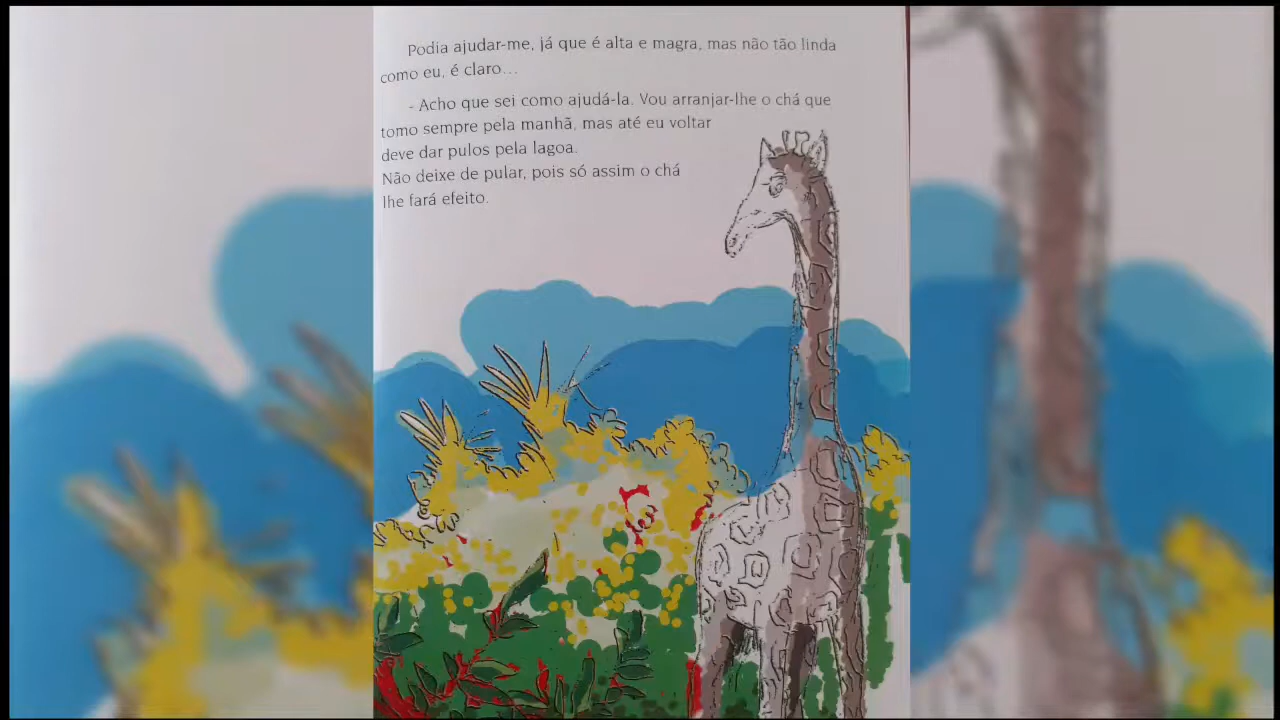 Podia ajudar-me, já que é alta e magra, mas não tão linda
como eu, é claro...
- Acho que sei como ajudá-la. Vou arranjar-lhe o chá que
tomo sempre pela manhã, mas até eu voltar
deve dar pulos pela lagoa.
Não deixe de pular, pois só assim o chá
lhe fará efeito.